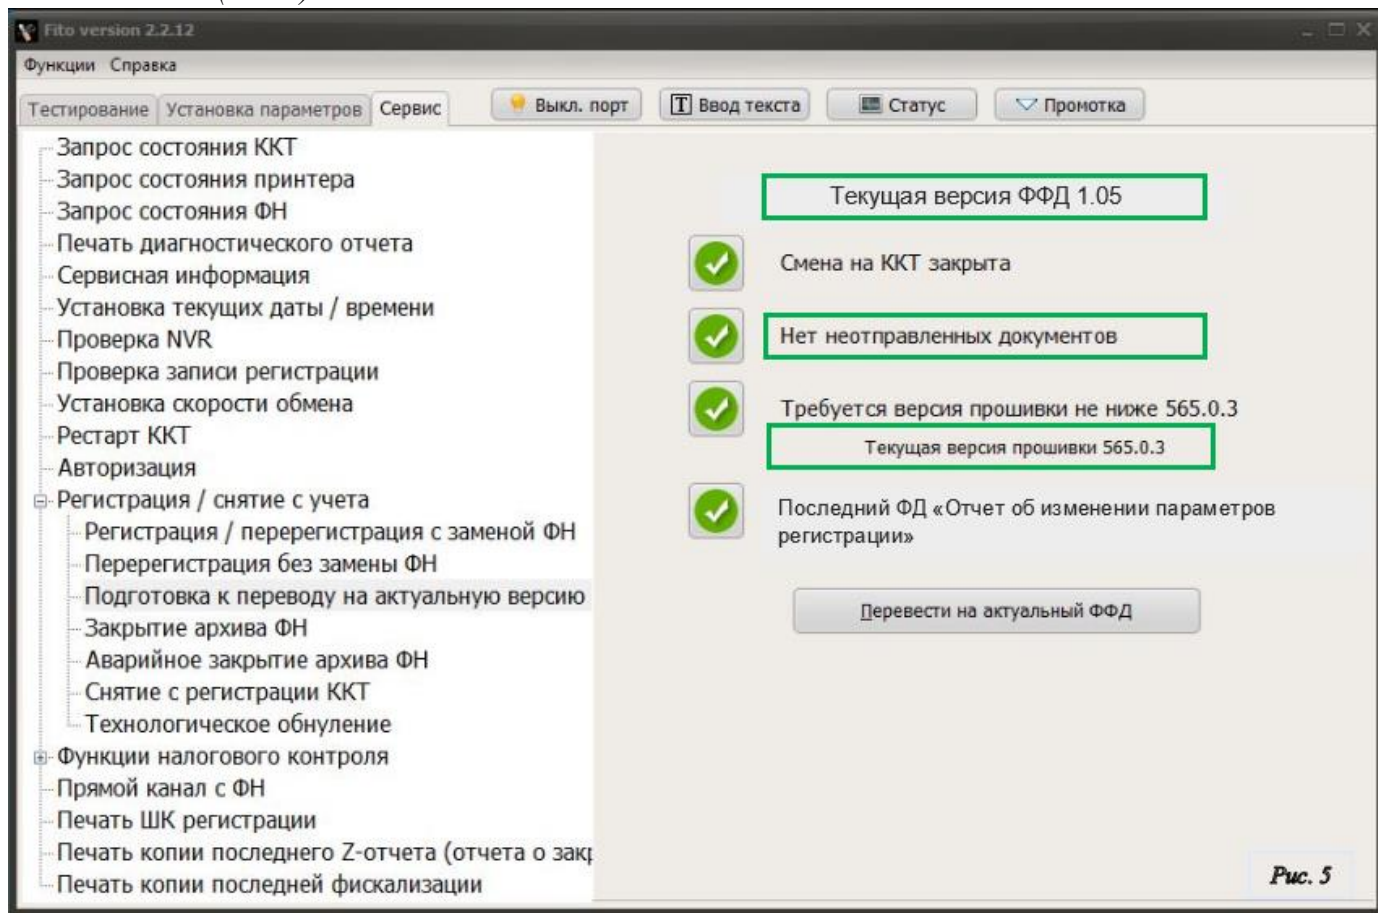 Fito version 2.2.12
Функции Справка
Тестирование Установка параметров Сервис Выкл. порт T Ввод текста Статус Промотка
Запрос состояния ККТ
Запрос состояния принтера
Запрос состояния ФН
Печать диагностического отчета
Сервисная информация
Установка текущих даты / времени
Проверка NVR
Проверка записи регистрации
Установка скорости обмена
Рестарт ККТ
Авторизация
Регистрация / снятие с учета
Регистрация / перерегистрация с заменой ФН
Перерегистрация без замены ФН
Подготовка к переводу на актуальную версию
Закрытие архива ФН
Аварийное закрытие архива ФН
Снятие с регистрации ККТ
Технологическое обнуление
Функции налогового контроля
Прямой канал с ФН
Печать ШК регистрации
Печать копии последнего Z-отчета (отчета о закр
Печать копии последней фискализации
Текущая версия ФФД 1.05
Смена на ККТ закрыта
Нет неотправленных документов
Требуется версия прошивки не ниже 565.0.3
Текущая версия прошивки 565.0.3
Последний ФД «Отчет об изменении параметров
регистрации»
Перевести на актуальный ФФД
Рис. 5